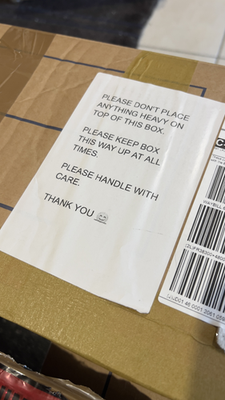 PLEASE DON'T PLACE
ANYTHING HEAVY ON
TOP OF THIS BOX.
PLEASE KEEP BOX
THIS WAY UP AT ALL
TIMES.
PLEASE HANDLE WITH
CARE.
THANK YOU